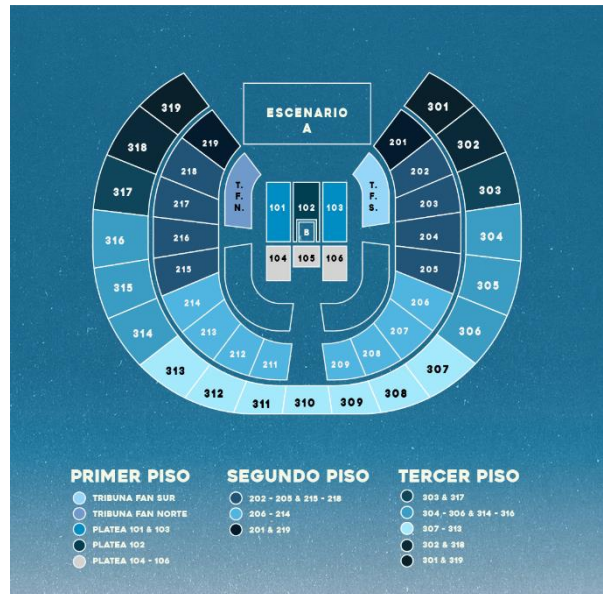 ESCENARIO
A
319
318
317
316
315
314
313
312
311
310
309
308
307
306
305
304
303
302
301
219
218
217
216
215
214
213
212
211
209
208
207
206
205
204
203
202
201
T.
F.
N.
T.
F.
S.
101
102
103
B
104
105
106
PRIMER PISO
TRIBUNA FAN SUR
TRIBUNA FAN NORTE
PLATEA 101 & 103
PLATEA 102
PLATEA 104 - 106
SEGUNDO PISO
202 - 205 & 215 - 218
206 - 214
201 & 219
TERCER PISO
303 & 317
304 - 306 & 314 - 316
307 - 313
302 & 318
301 & 319